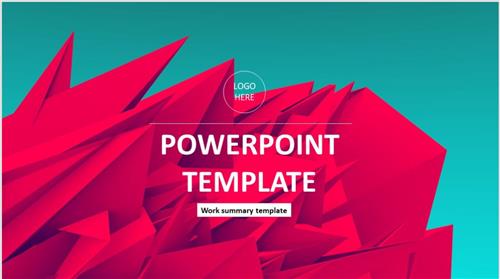 LOGO
HERE
POWERPOINT
TEMPLATE
Work summary template